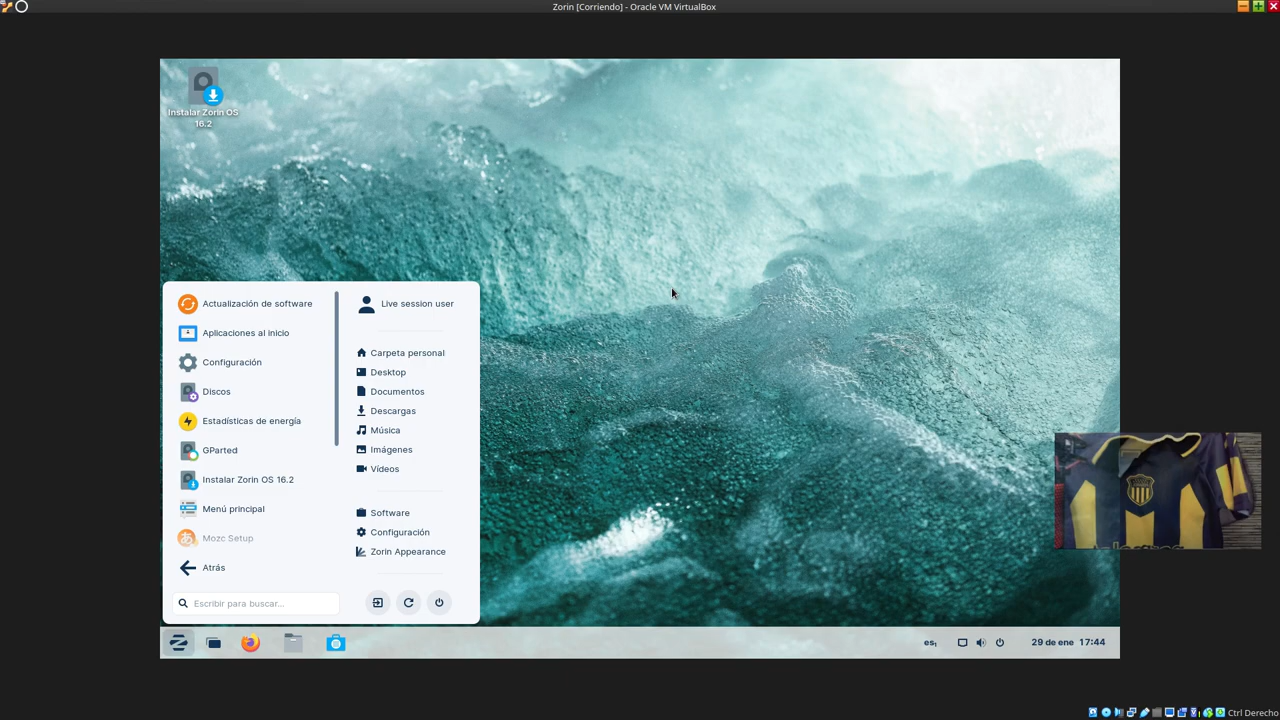 Zorin [Corriendo] - Oracle VM VirtualBox
Instalar Zorin OS
16.2
Actualización de software
Aplicaciones al inicio
Configuración
Discos
Estadísticas de energía
GParted
Instalar Zorin OS 16.2
Menú principal
Mozc Setup
Atrás
Escribir para buscar...
Live session user
Carpeta personal
Desktop
Documentos
Descargas
Música
Imágenes
Vídeos
Software
Configuración
Zorin Appearance
es₁
29 de ene 17:44
Ctrl Derecho